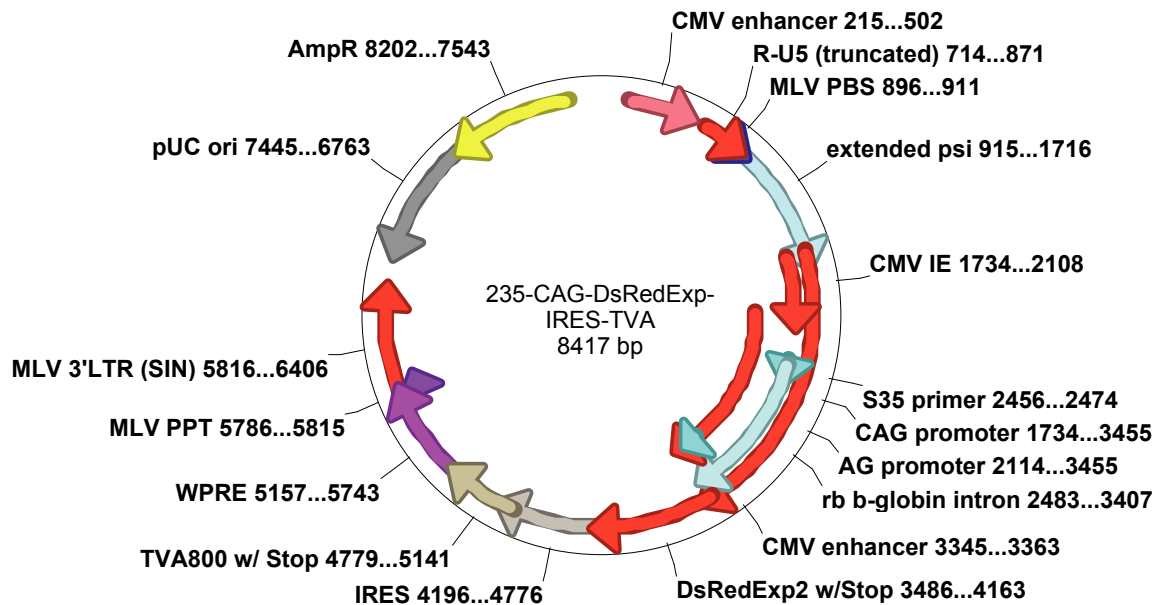 CMV enhancer 215...502
R-U5 (truncated) 714...871
MLV PBS 896...911
extended psi 915...1716
CMV IE 1734...2108
S35 primer 2456...2474
CAG promoter 1734...3455
AG promoter 2114...3455
rb b-globin intron 2483...3407
CMV enhancer 3345...3363
DsRedExp2 w/Stop 3486...4163
IRES 4196...4776
TVA800 w/ Stop 4779...5141
WPRE 5157...5743
MLV PPT 5786...5815
MLV 3'LTR (SIN) 5816...6406
pUC ori 7445...6763
AmpR 8202...7543
235-CAG-DsRedExp-
IRES-TVA
8417 bp